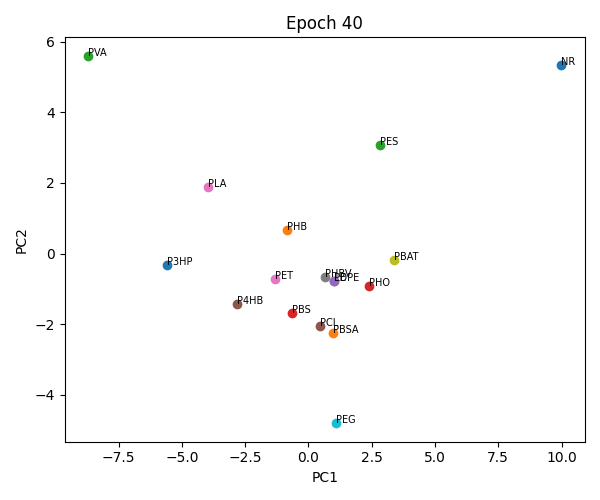 Epoch 40
6
4
2
0
−2
−4
PC2
PVA
NR
PES
PLA
PHB
PBAT
P3HP
PET
PHBV
PHO
P4HB
PBS
PCL
PBSA
PEG
−7.5 −5.0 −2.5 0.0 2.5 5.0 7.5 10.0
PC1